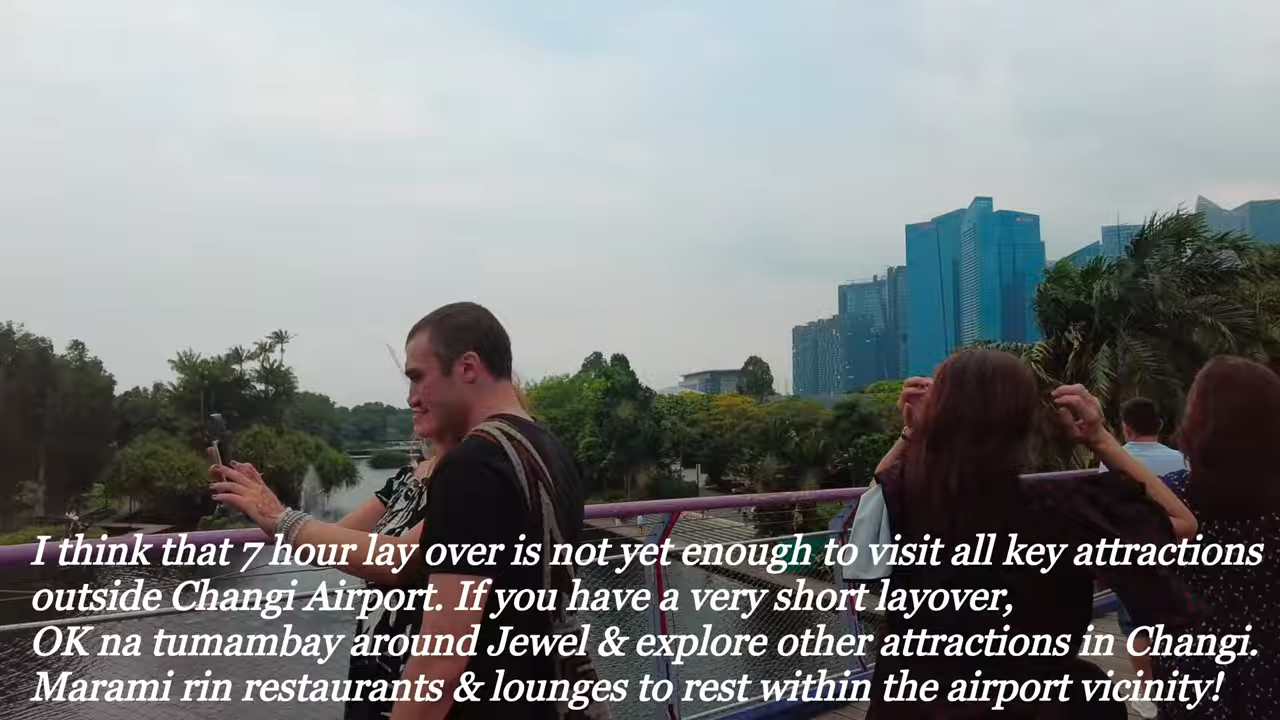 I think that 7 hour lay over is not yet enough to visit all key attractions
outside Changi Airport. If you have a very short layover,
OK na tumambay around Jewel & explore other attractions in Changi.
Marami rin restaurants & lounges to rest within the airport vicinity!